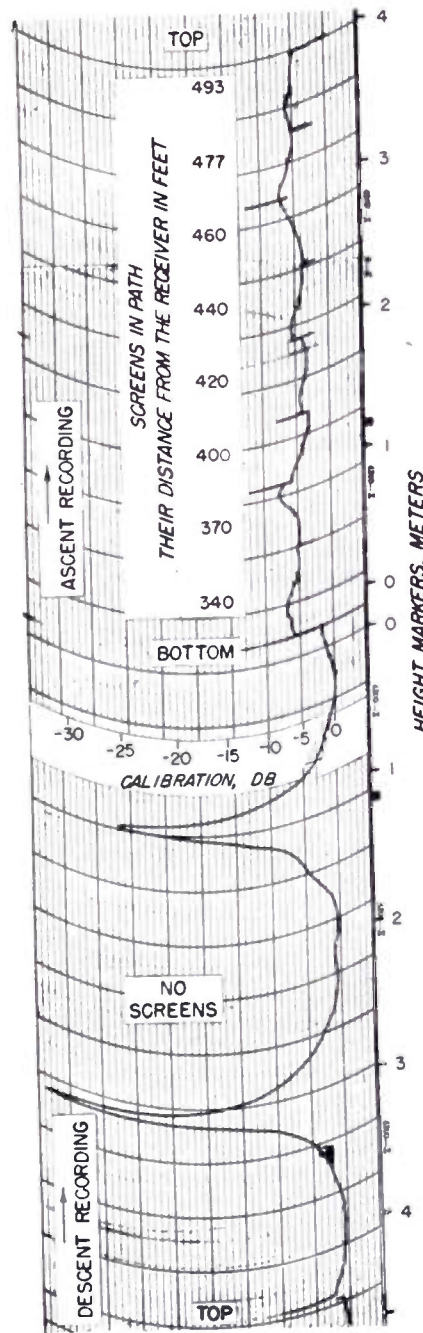 TOP
4
493
SCREENS IN PATH
THEIR DISTANCE FROM THE RECEIVER IN FEET
477
3
460
440
2
420
ASCENT RECORDING
400
1
370
0
340
0
BOTTOM
HEIGHT MARKERS, METERS
-30
-25
-20
-15
-10
-5
0
CALIBRATION, DB
1
2
NO
SCREENS
3
DESCENT RECORDING
4
TOP